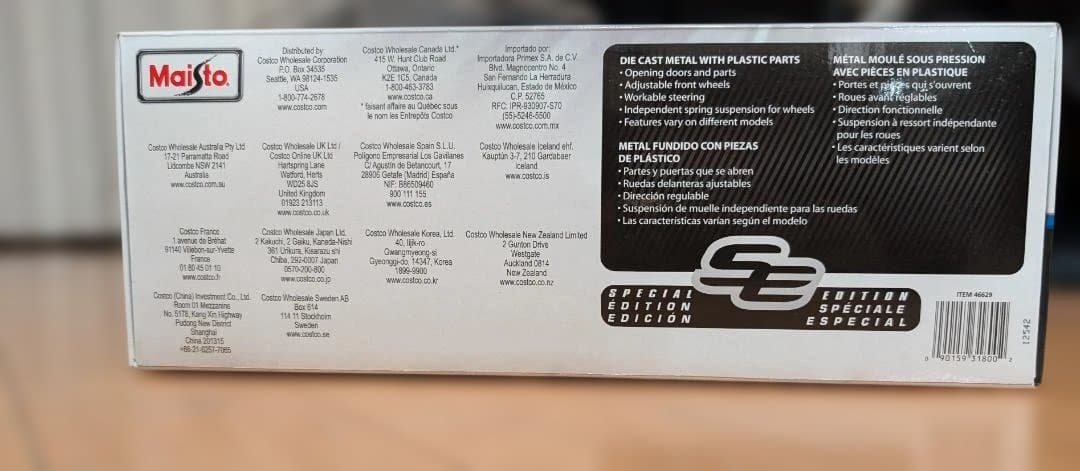 Maisto
Distributed by:
Costco Wholesale Corporation
P.O. Box 34535
Seattle, WA 98124-1535
USA
1-800-774-2678
www.costco.com
Costco Wholesale Canada Ltd.*
415 W. Hunt Club Road
Ottawa, Ontario
K2E 1C5, Canada
1-800-463-3783
www.costco.ca
* faisant affaire au Québec sous
le nom les Entrepôts Costco
Importado por:
Importadora Primex S.A. de C.V.
Blvd. Magnocentro No. 4
San Fernando La Herradura
Huixquilucan, Estado de México
C.P. 52765
RFC: IPR-930907-S70
(55)-5246-5500
www.costco.com.mx
Costco Wholesale Australia Pty Ltd
17-21 Parramatta Road
Lidcombe NSW 2141
Australia
www.costco.com.au
Costco Wholesale UK Ltd /
Costco Online UK Ltd
Hartspring Lane
Watford, Herts
WD25 8JS
United Kingdom
01923 213113
www.costco.co.uk
Costco Wholesale Spain S.L.U.
Polígono Empresarial Los Gavilanes
C/ Agustín de Betancourt, 17
28906 Getafe (Madrid) España
NIF: B86509460
900 111 155
www.costco.es
Costco Wholesale Iceland ehf.
Kauptún 3-7, 210 Gardabaer
Iceland
www.costco.is
Costco France
1 avenue de Bréhat
91140 Villebon-sur-Yvette
France
01 80 45 01 10
www.costco.fr
Costco Wholesale Japan Ltd.
2 Kakuchi, 2 Gaiku, Kaneda-Nishi
361 Urikura, Kisarazu shi
Chiba, 292-0007 Japan
0570-200-800
www.costco.co.jp
Costco Wholesale Korea, Ltd.
40, Iljik-ro
Gwangmyeong-si
Gyeonggi-do, 14347, Korea
1899-9900
www.costco.co.kr
Costco Wholesale New Zealand Limited
2 Gunton Drive
Westgate
Auckland 0814
New Zealand
www.costco.co.nz
Costco (China) Investment Co., Ltd.
Room 01 Mezzanine
No. 5178, Kang Xin Highway
Pudong New District
Shanghai
China 201315
+86-21-6257-7065
Costco Wholesale Sweden AB
Box 614
114 11 Stockholm
Sweden
www.costco.se
DIE CAST METAL WITH PLASTIC PARTS
• Opening doors and parts
• Adjustable front wheels
• Workable steering
• Independent spring suspension for wheels
• Features vary on different models
METAL FUNDIDO CON PIEZAS
DE PLÁSTICO
• Partes y puertas que se abren
• Ruedas delanteras ajustables
• Dirección regulable
• Suspensión de muelle independiente para las ruedas
• Las características varían según el modelo
MÉTAL MOULÉ SOUS PRESSION
AVEC PIÈCES EN PLASTIQUE
• Portes et pièces qui s'ouvrent
• Roues avant réglables
• Direction fonctionnelle
• Suspension à ressort indépendante
pour les roues
• Les caractéristiques varient selon
les modèles
SE
SPECIAL EDITION
ÉDITION SPÉCIALE
EDICIÓN ESPECIAL
ITEM 46629
0 90159 31800 2
12542